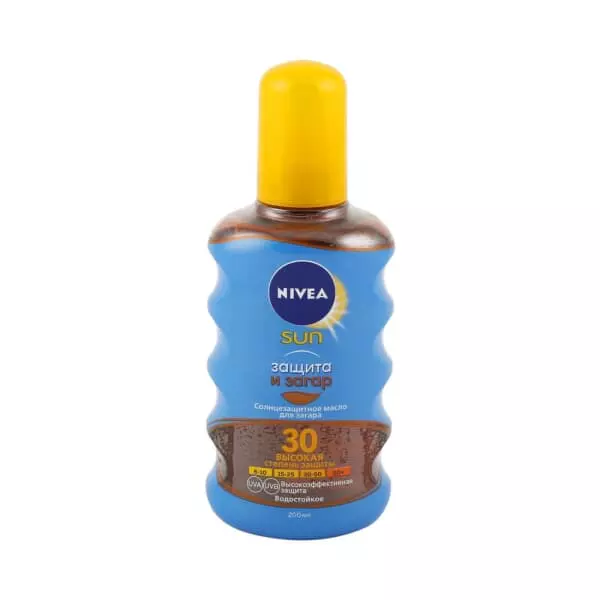 NIVEA
sun
защита
и загар
Солнцезащитное масло
для загара
30
ВЫСОКАЯ
степень защиты
6-10 15-25 30-50 50+
UVA UVB Высокоэффективная
защита
Водостойкое
200мл